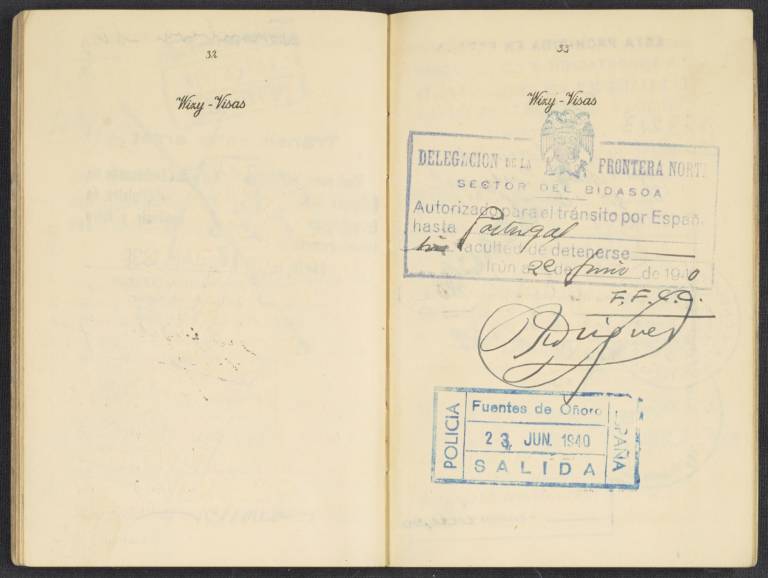 32
Wizy - Visas
33
Wizy - Visas
DELEGACION DE LA FRONTERA NORTE
SECTOR DEL BIDASOA
Autorizado para el tránsito por España
hasta Portugal
facultad de detenerse
Irún a 22 de Junio de 1940
F.F.C.C.
POLICIA
Fuentes de Oñoro
23 JUN. 1940
SALIDA
ESPAÑA